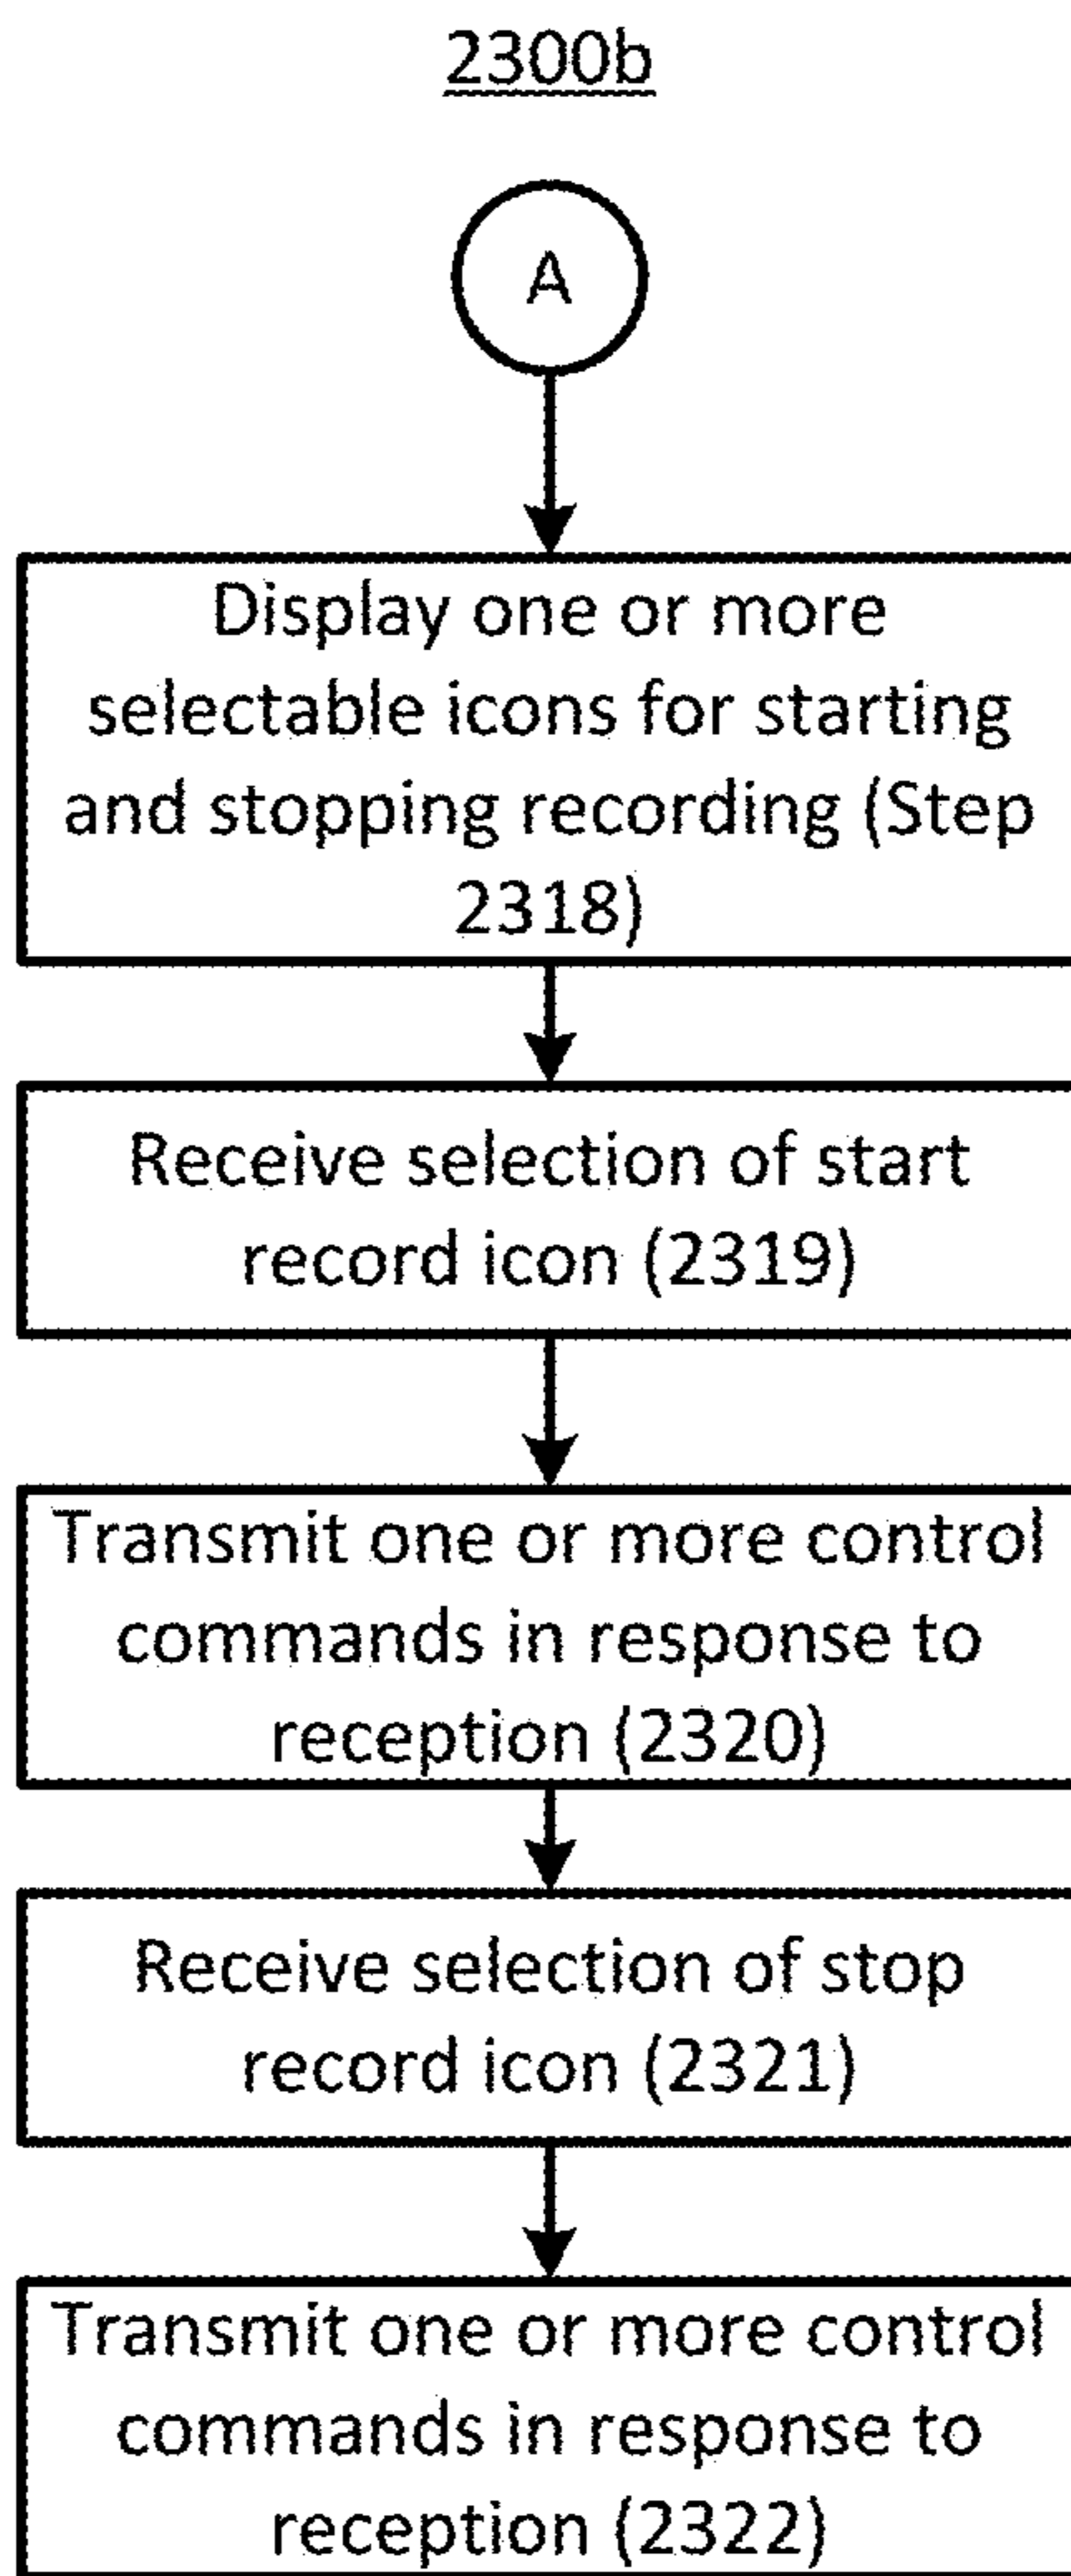 2300b
A
Display one or more
selectable icons for starting
and stopping recording (Step
2318)
Receive selection of start
record icon (2319)
Transmit one or more control
commands in response to
reception (2320)
Receive selection of stop
record icon (2321)
Transmit one or more control
commands in response to
reception (2322)